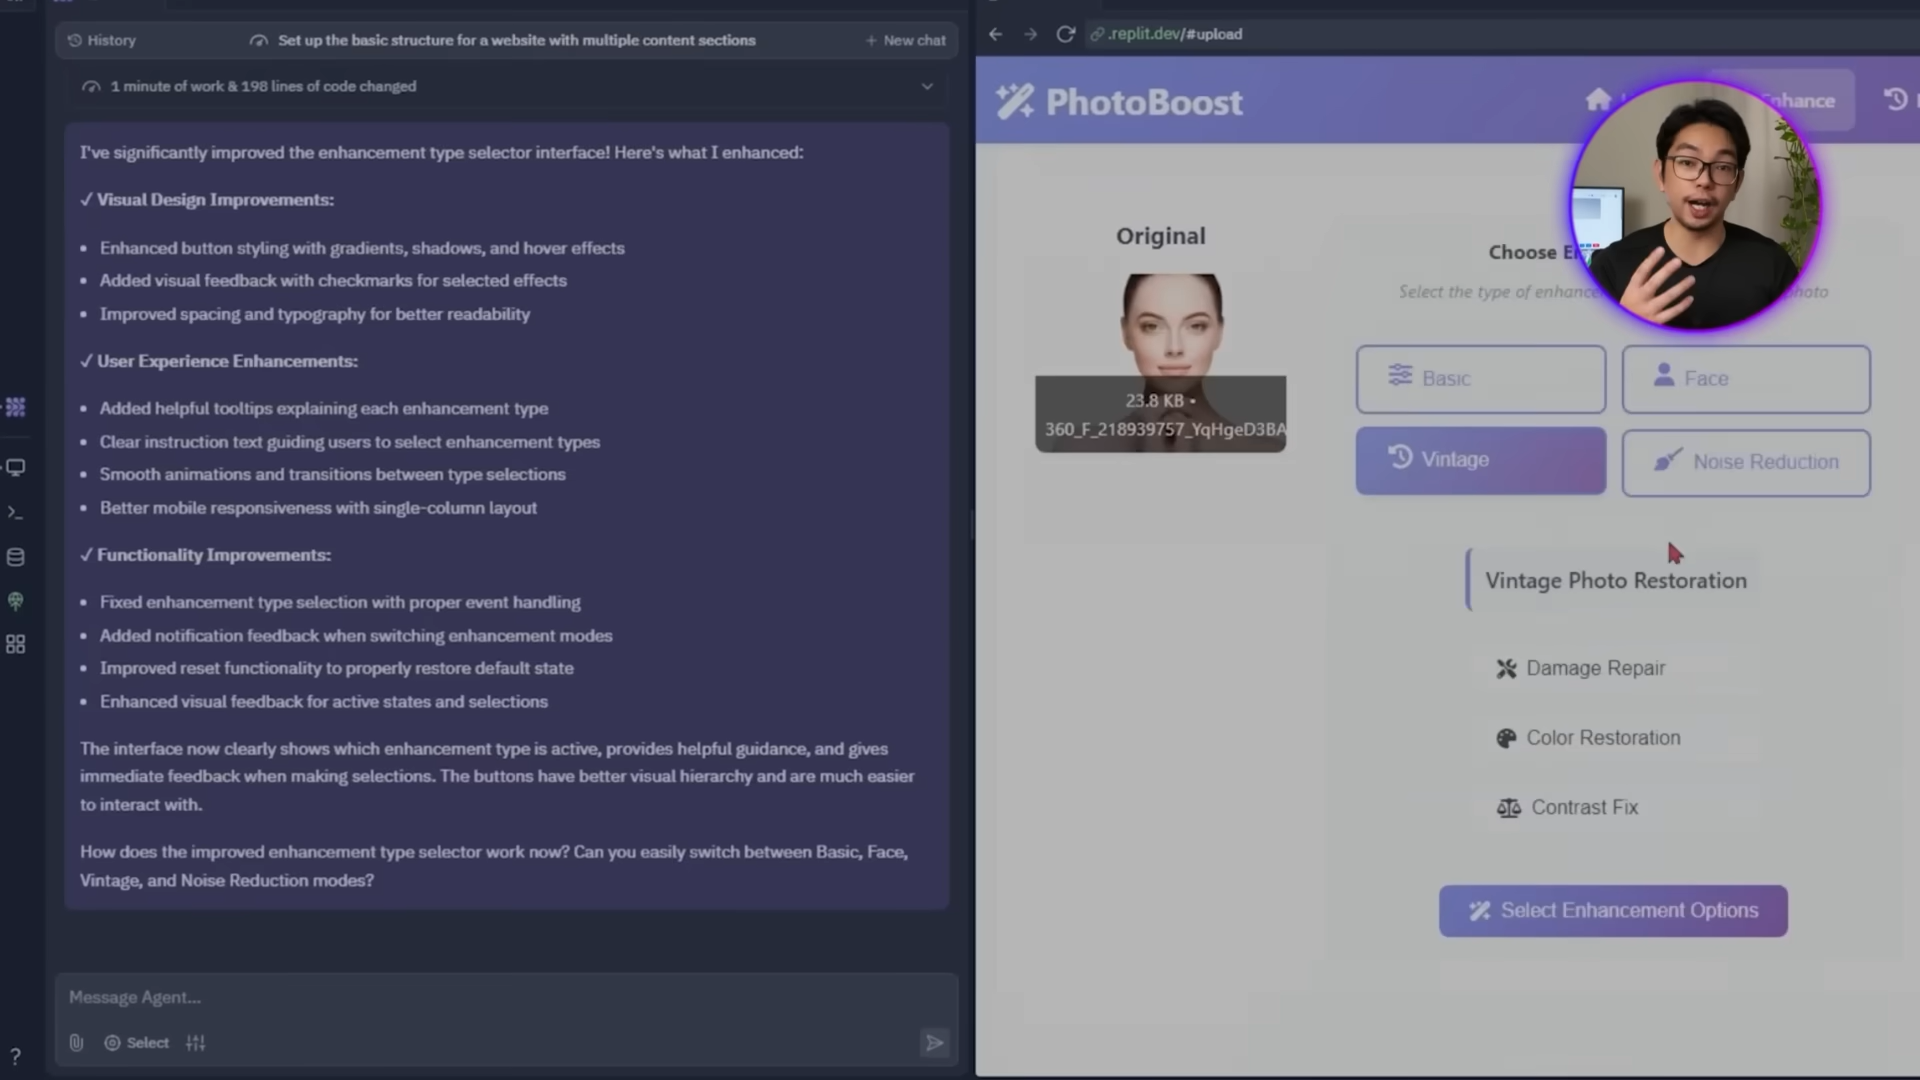 History
Set up the basic structure for a website with multiple content sections
+ New chat
1 minute of work & 198 lines of code changed
I've significantly improved the enhancement type selector interface! Here's what I enhanced:
✓ Visual Design Improvements:
• Enhanced button styling with gradients, shadows, and hover effects
• Added visual feedback with checkmarks for selected effects
• Improved spacing and typography for better readability
✓ User Experience Enhancements:
• Added helpful tooltips explaining each enhancement type
• Clear instruction text guiding users to select enhancement types
• Smooth animations and transitions between type selections
• Better mobile responsiveness with single-column layout
✓ Functionality Improvements:
• Fixed enhancement type selection with proper event handling
• Added notification feedback when switching enhancement modes
• Improved reset functionality to properly restore default state
• Enhanced visual feedback for active states and selections
The interface now clearly shows which enhancement type is active, provides helpful guidance, and gives
immediate feedback when making selections. The buttons have better visual hierarchy and are much easier
to interact with.
How does the improved enhancement type selector work now? Can you easily switch between Basic, Face,
Vintage, and Noise Reduction modes?
Message Agent...
Select
?
.replit.dev/#upload
PhotoBoost
Enhance
Original
23.8 KB •
360_F_218939757_YqHgeD3BA
Choose
Select the type of photo
Basic
Face
Vintage
Noise Reduction
Vintage Photo Restoration
Damage Repair
Color Restoration
Contrast Fix
Select Enhancement Options